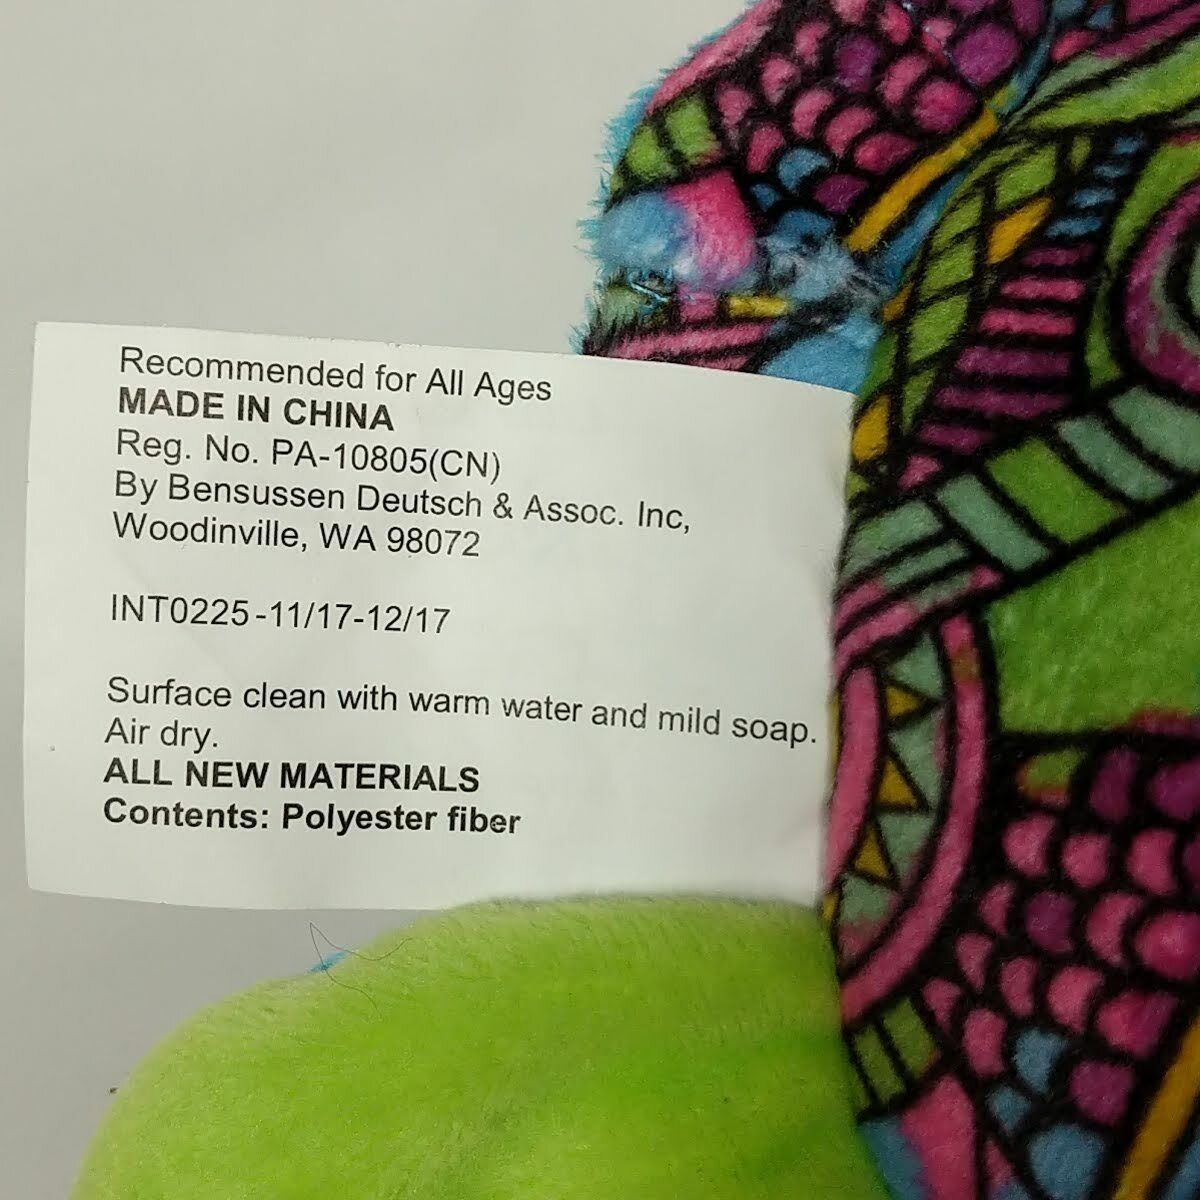 Recommended for All Ages
MADE IN CHINA
Reg. No. PA-10805(CN)
By Bensussen Deutsch & Assoc. Inc,
Woodinville, WA 98072
INT0225-11/17-12/17
Surface clean with warm water and mild soap.
Air dry.
ALL NEW MATERIALS
Contents: Polyester fiber